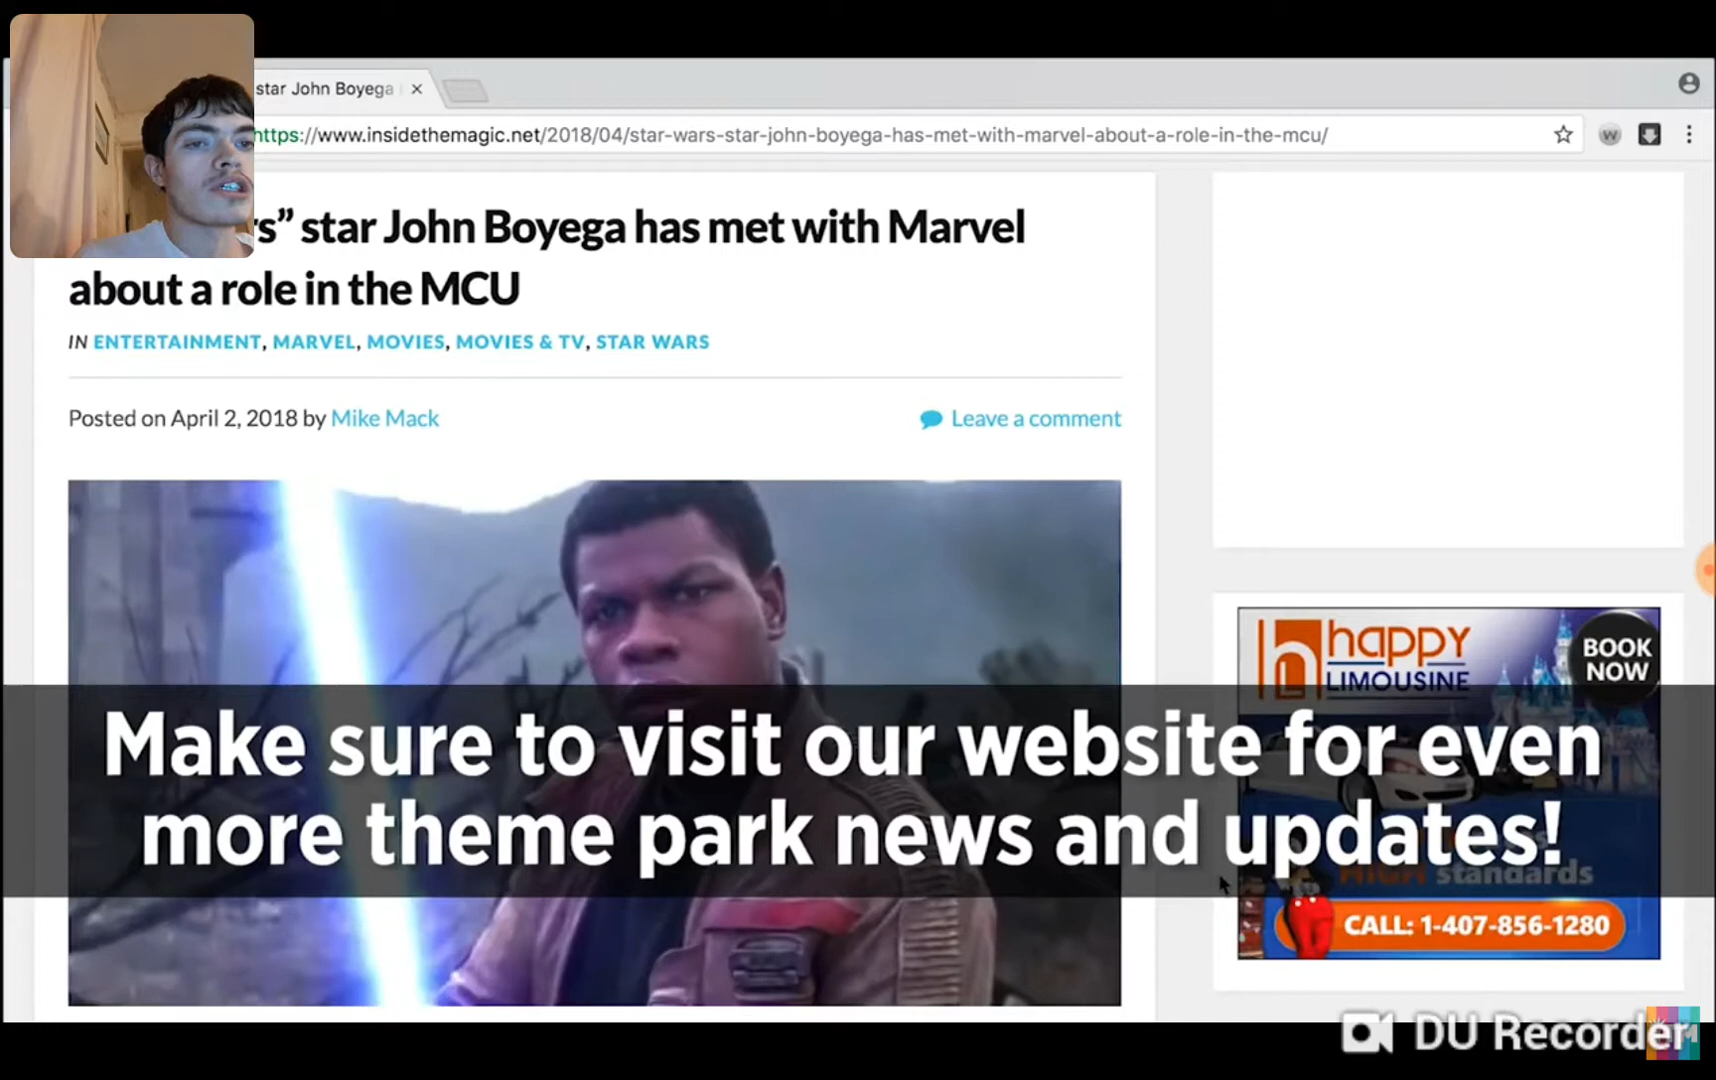 star John Boyega
https://www.insidethemagic.net/2018/04/star-wars-star-john-boyega-has-met-with-marvel-about-a-role-in-the-mcu/
W
s” star John Boyega has met with Marvel
about a role in the MCU
IN ENTERTAINMENT, MARVEL, MOVIES, MOVIES & TV, STAR WARS
Posted on April 2, 2018 by Mike Mack
Leave a comment
happy
LIMOUSINE
BOOK
NOW
Make sure to visit our website for even
more theme park news and updates!
HIGH standards
CALL: 1-407-856-1280
DU Recorder